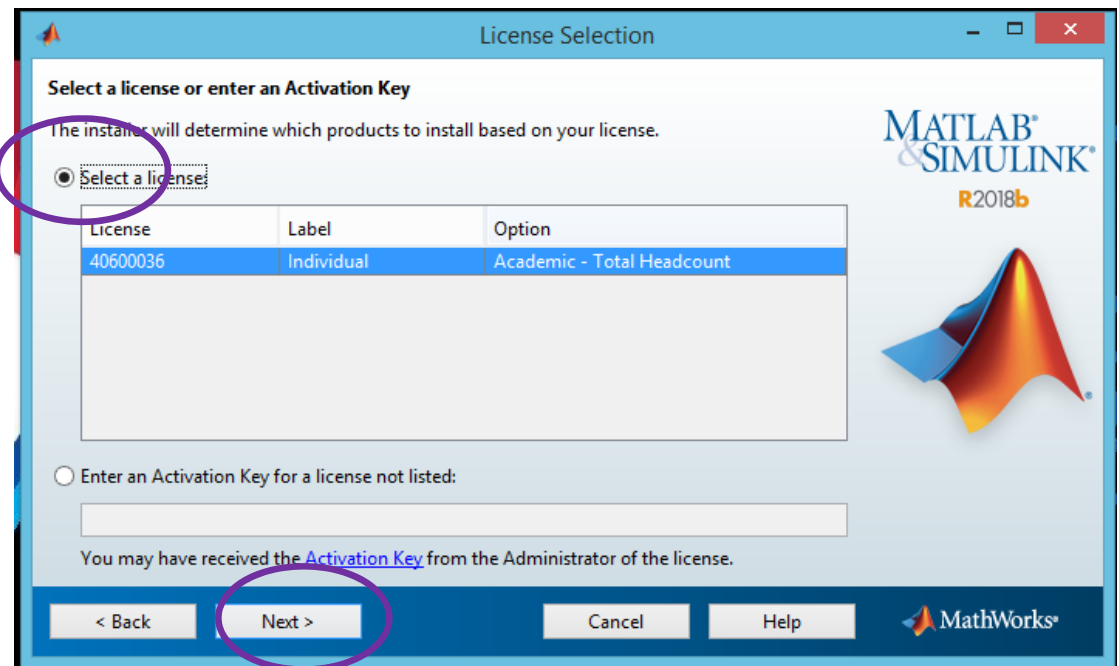 License Selection
Select a license or enter an Activation Key
The installer will determine which products to install based on your license.
MATLAB®
&SIMULINK®
R2018b
Select a license:
License Label Option
40600036 Individual Academic - Total Headcount
Enter an Activation Key for a license not listed:
You may have received the Activation Key from the Administrator of the license.
< Back Next > Cancel Help MathWorks®